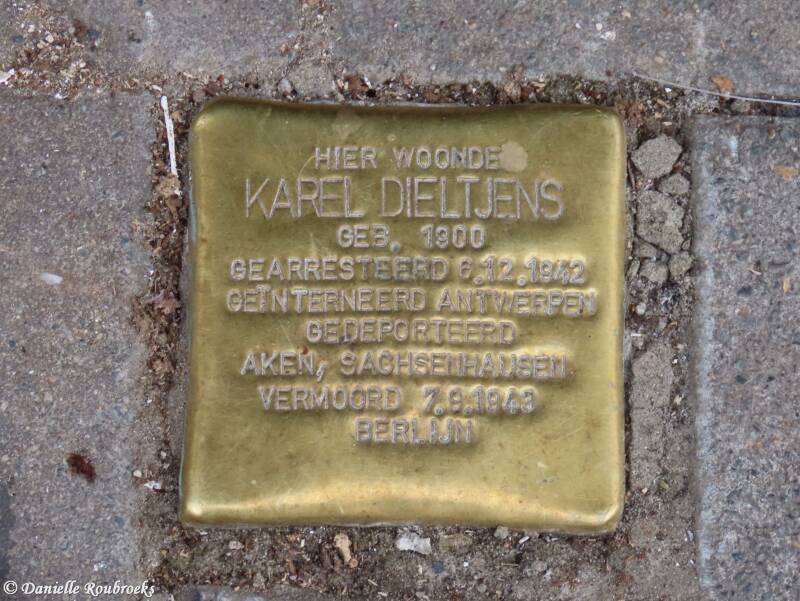 HIER WOONDE
KAREL DIELTJENS
GEB. 1900
GEARRESTEERD 6.12.1942
GEÏNTERNEERD ANTWERPEN
GEDEPORTEERD
AKEN, SACHSENHAUSEN
VERMOORD 7.9.1943
BERLIJN
© Danielle Roubroeks